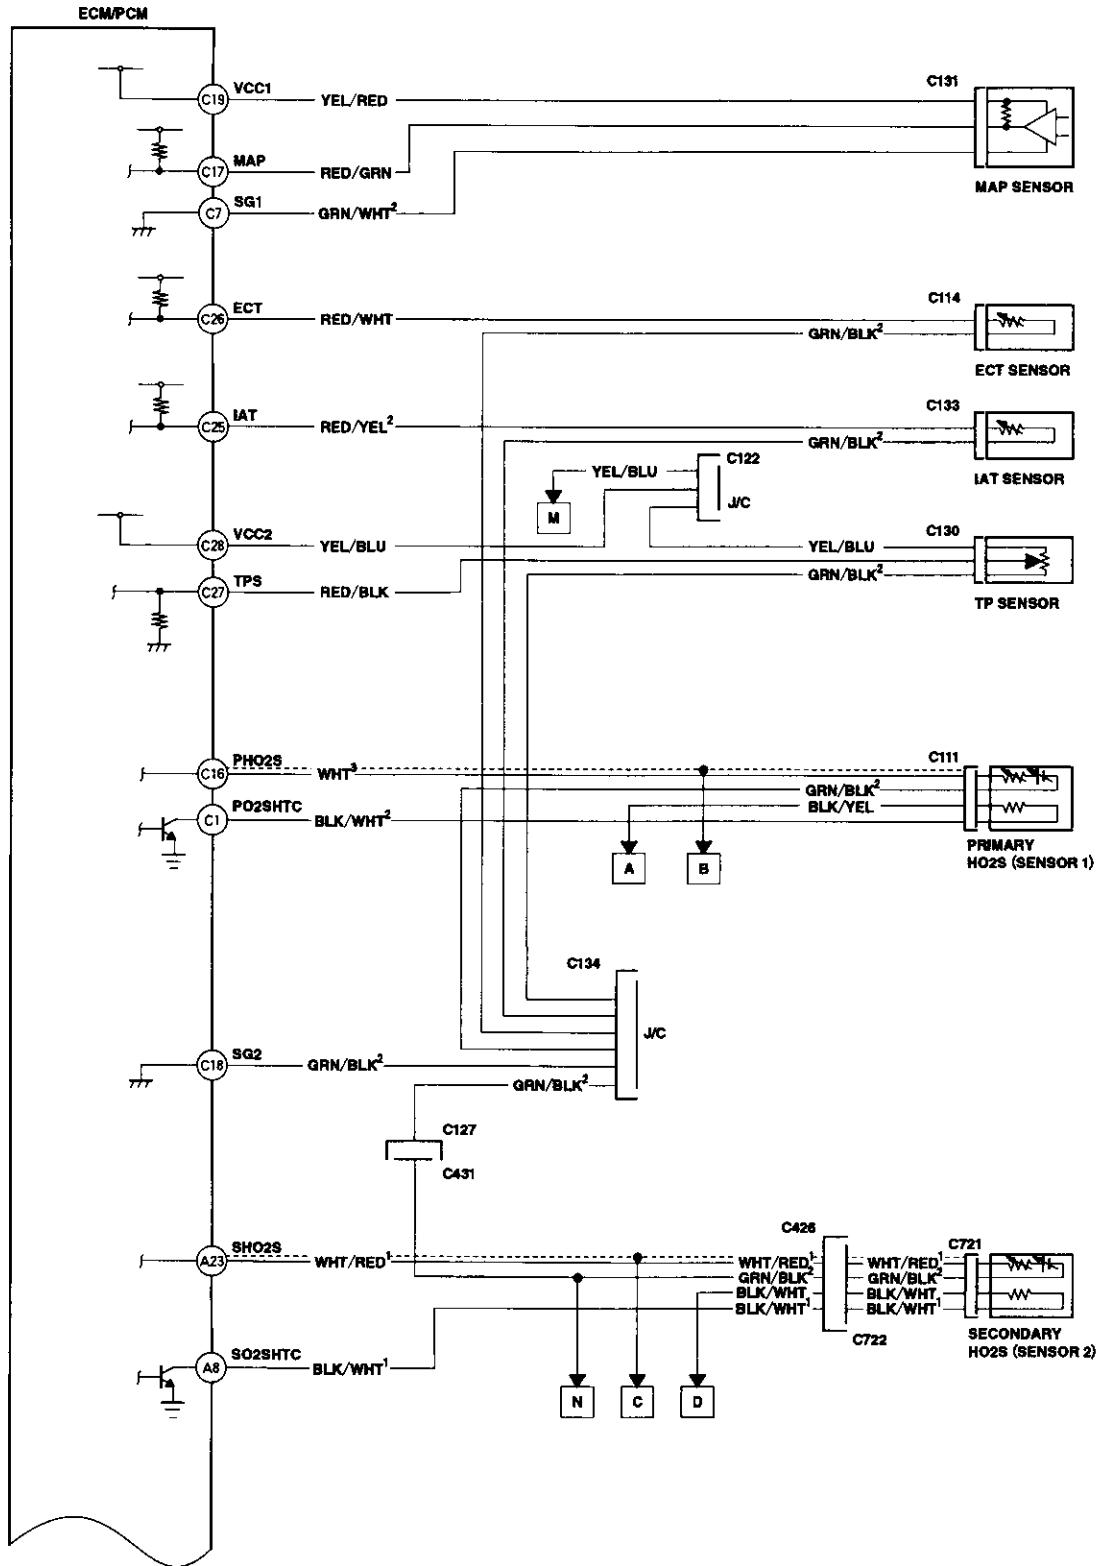 ECM/PCM
C19 VCC1 YEL/RED C131
C17 MAP RED/GRN
MAP SENSOR
C7 SG1 GRN/WHT²
C26 ECT RED/WHT C114
GRN/BLK²
ECT SENSOR
C25 IAT RED/YEL² C133
GRN/BLK²
IAT SENSOR
YEL/BLU C122
J/C
M
C28 VCC2 YEL/BLU YEL/BLU C130
C27 TPS RED/BLK GRN/BLK²
TP SENSOR
C16 PHO2S WHT³ C111
GRN/BLK²
BLK/YEL
C1 PO2SHTC BLK/WHT²
PRIMARY
HO2S (SENSOR 1)
A B
C134
J/C
C18 SG2 GRN/BLK²
GRN/BLK²
C127
C431
C426
C721
A23 SHO2S WHT/RED¹ WHT/RED¹ WHT/RED¹
GRN/BLK² GRN/BLK²
BLK/WHT BLK/WHT
BLK/WHT¹ BLK/WHT¹
C722
SECONDARY
HO2S (SENSOR 2)
A8 SO2SHTC BLK/WHT¹
N C D